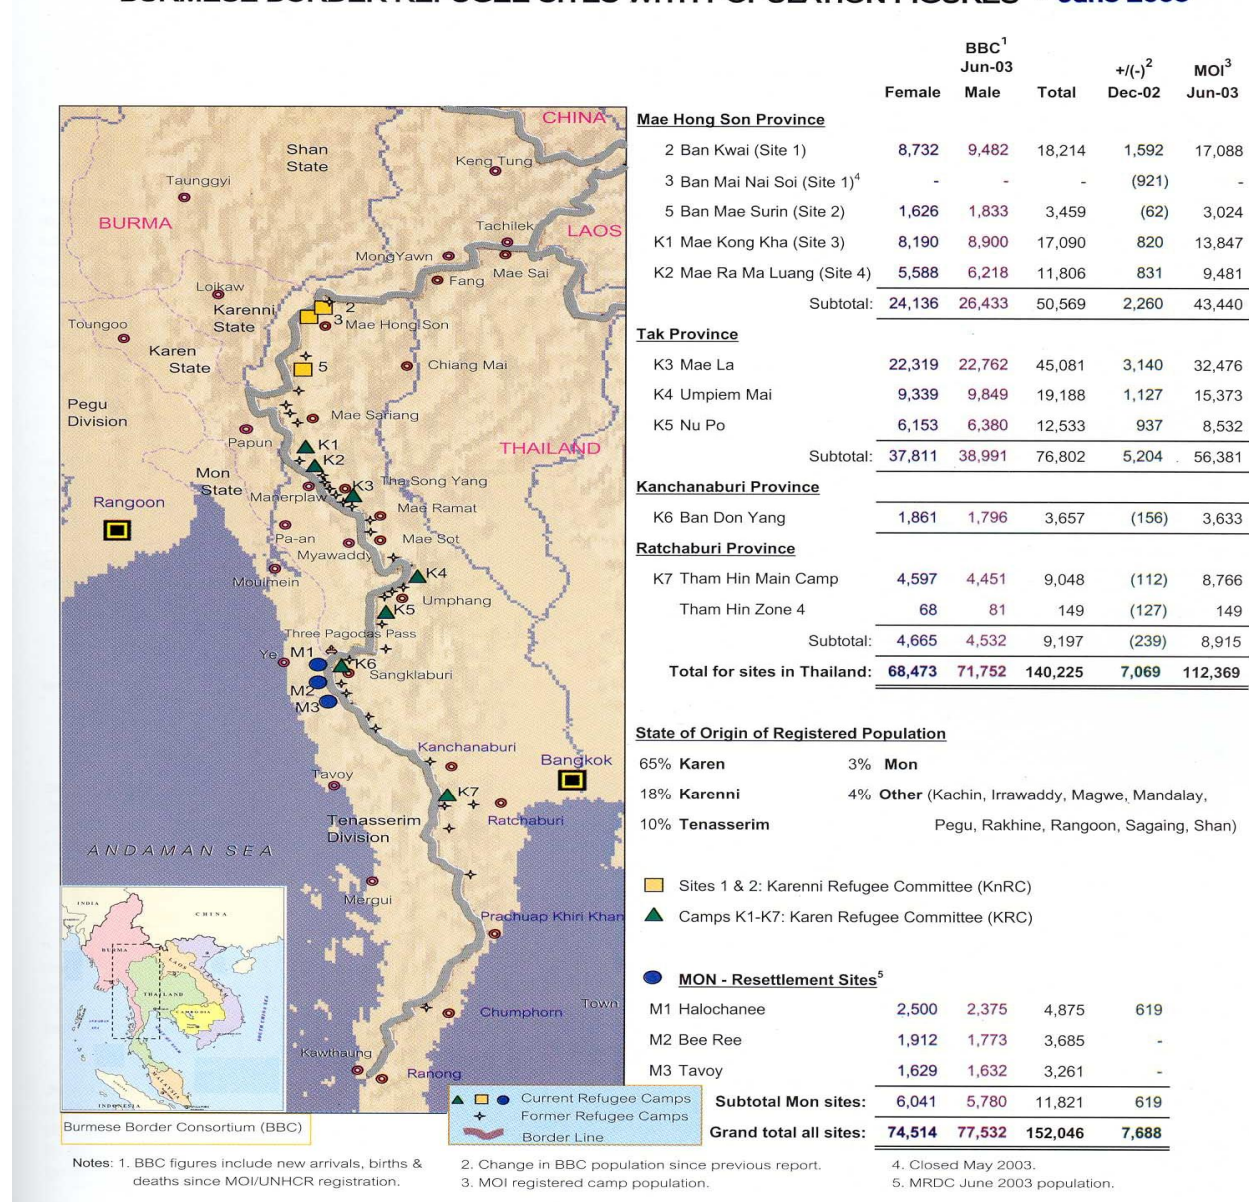 BURMESE BORDER REFUGEE SITES WITH POPULATION FIGURES
BBC¹
Jun-03 +/(-)² MOI³
Female Male Total Dec-02 Jun-03
Mae Hong Son Province
2 Ban Kwai (Site 1) 8,732 9,482 18,214 1,592 17,088
3 Ban Mai Nai Soi (Site 1)⁴ - - - (921) -
5 Ban Mae Surin (Site 2) 1,626 1,833 3,459 (62) 3,024
K1 Mae Kong Kha (Site 3) 8,190 8,900 17,090 820 13,847
K2 Mae Ra Ma Luang (Site 4) 5,588 6,218 11,806 831 9,481
Subtotal: 24,136 26,433 50,569 2,260 43,440
Tak Province
K3 Mae La 22,319 22,762 45,081 3,140 32,476
K4 Umpiem Mai 9,339 9,849 19,188 1,127 15,373
K5 Nu Po 6,153 6,380 12,533 937 8,532
Subtotal: 37,811 38,991 76,802 5,204 56,381
Kanchanaburi Province
K6 Ban Don Yang 1,861 1,796 3,657 (156) 3,633
Ratchaburi Province
K7 Tham Hin Main Camp 4,597 4,451 9,048 (112) 8,766
Tham Hin Zone 4 68 81 149 (127) 149
Subtotal: 4,665 4,532 9,197 (239) 8,915
Total for sites in Thailand: 68,473 71,752 140,225 7,069 112,369
State of Origin of Registered Population
65% Karen 3% Mon
18% Karenni 4% Other (Kachin, Irrawaddy, Magwe, Mandalay,
10% Tenasserim Pegu, Rakhine, Rangoon, Sagaing, Shan)
Sites 1 & 2: Karenni Refugee Committee (KnRC)
Camps K1-K7: Karen Refugee Committee (KRC)
MON - Resettlement Sites⁵
M1 Halochanee 2,500 2,375 4,875 619
M2 Bee Ree 1,912 1,773 3,685 -
M3 Tavoy 1,629 1,632 3,261 -
Subtotal Mon sites: 6,041 5,780 11,821 619
Grand total all sites: 74,514 77,532 152,046 7,688
CHINA
Shan
State
Keng Tung
Taunggyi
BURMA
Tachilek
LAOS
MongYawn
Mae Sai
Fang
Loikaw
Karenni
State
2
3
Mae Hong Son
Toungoo
Karen
State
5
Chiang Mai
Pegu
Division
Mae Sariang
Papun
K1
K2
THAILAND
Mon
State
K3
Tha Song Yang
Manerplaw
Rangoon
Mae Ramat
Pa-an
Mae Sot
Myawaddy
Moulmein
K4
Umphang
K5
Three Pagodas Pass
Ye
M1
K6
Sangklaburi
M2
M3
Kanchanaburi
Bangkok
Tavoy
K7
Ratchaburi
Tenasserim
Division
ANDAMAN SEA
Mergui
Prachuap Khiri Khan
Town
Chumphorn
Kawthaung
Ranong
INDIA
CHINA
BURMA
LAOS
THAILAND
CAMBODIA
MALAYSIA
INDONESIA
SOUTH CHINA SEA
Current Refugee Camps
Former Refugee Camps
Border Line
Burmese Border Consortium (BBC)
Notes: 1. BBC figures include new arrivals, births &
deaths since MOI/UNHCR registration.
2. Change in BBC population since previous report.
3. MOI registered camp population.
4. Closed May 2003.
5. MRDC June 2003 population.